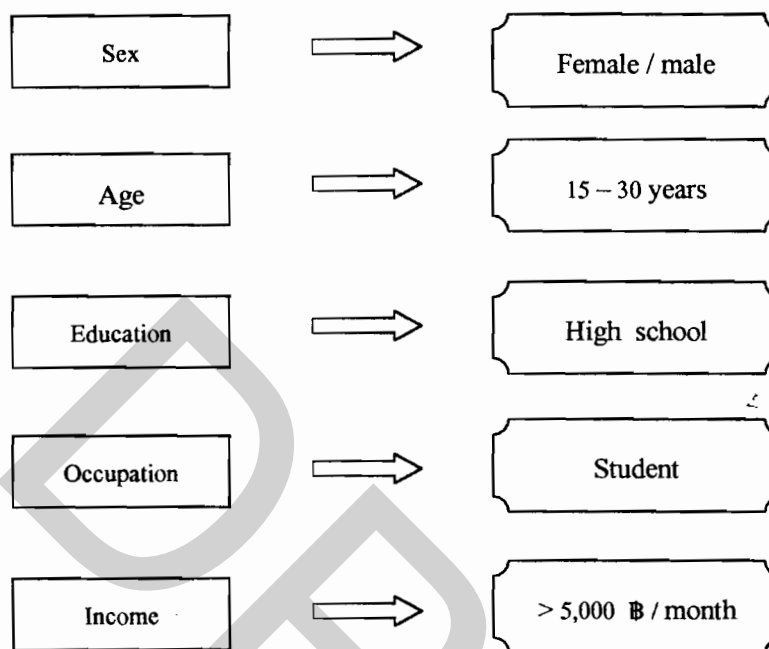 Sex
Female / male
Age
15 – 30 years
Education
High school
Occupation
Student
Income
> 5,000 ฿ / month